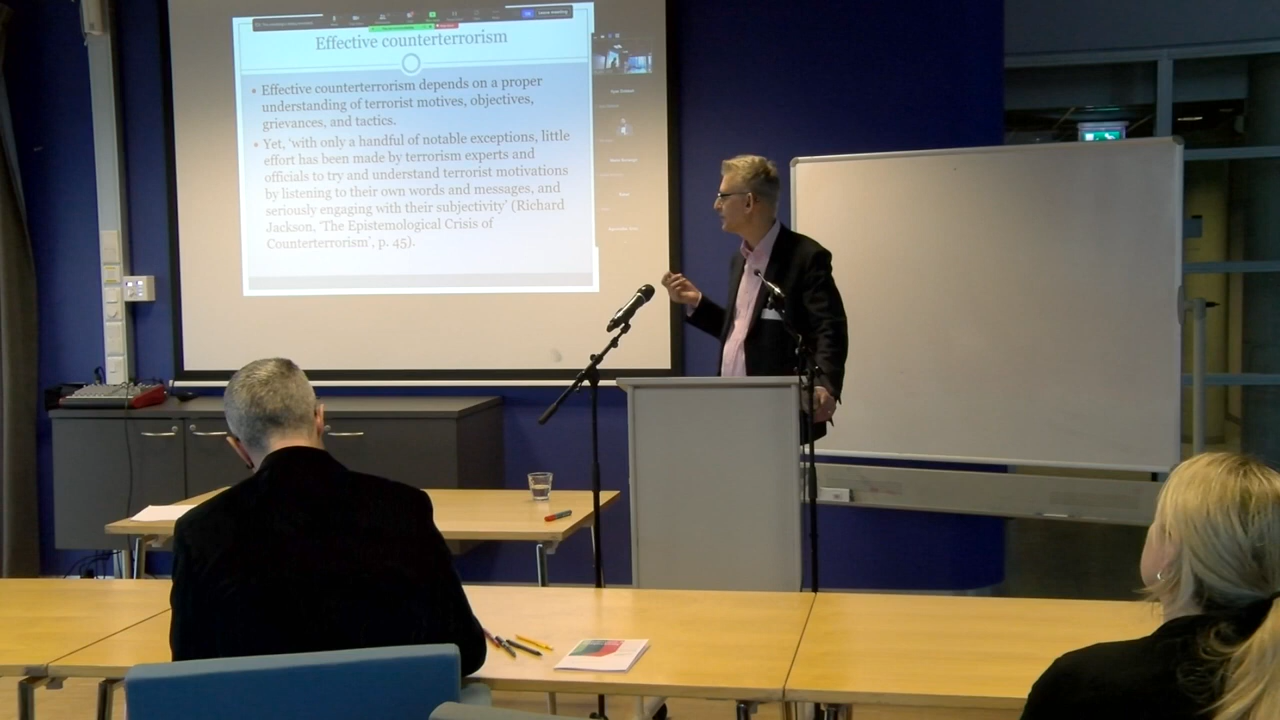 Effective counterterrorism
• Effective counterterrorism depends on a proper
understanding of terrorist motives, objectives,
grievances, and tactics.
• Yet, 'with only a handful of notable exceptions, little
effort has been made by terrorism experts and
officials to try and understand terrorist motivations
by listening to their own words and messages, and
seriously engaging with their subjectivity' (Richard
Jackson, 'The Epistemological Crisis of
Counterterrorism', p. 45).